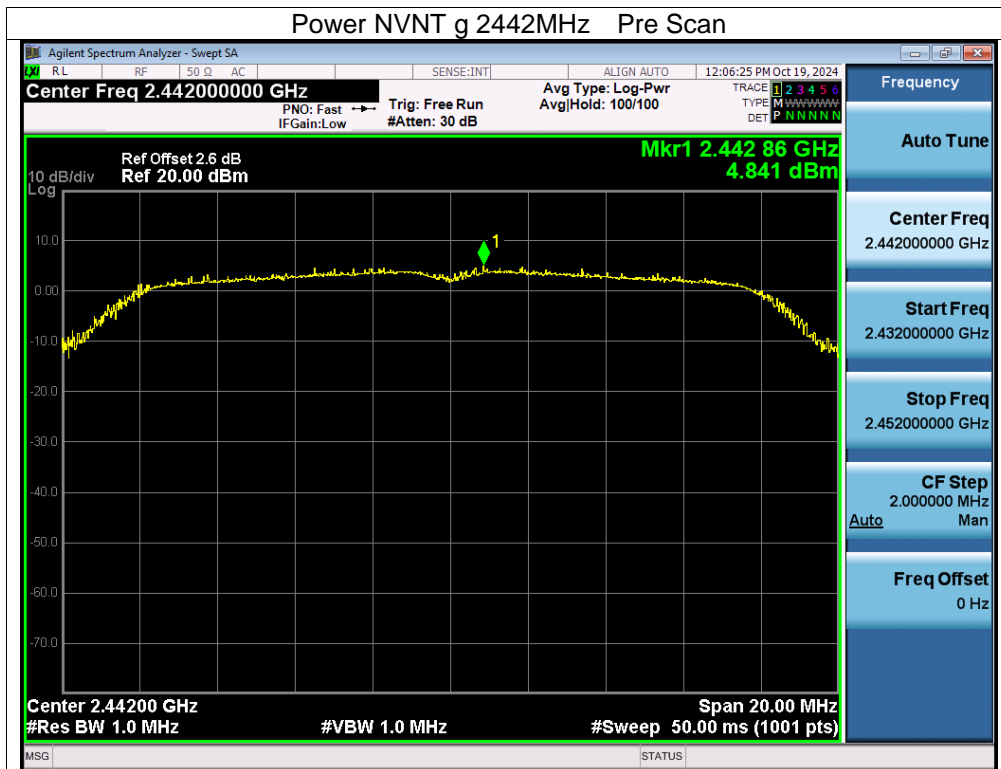 Power NVNT g 2442MHz Pre Scan
Agilent Spectrum Analyzer - Swept SA
LXI RL RF 50 Ω AC SENSE:INT ALIGN AUTO 12:06:25 PM Oct 19, 2024
Center Freq 2.442000000 GHz
PNO: Fast
IFGain:Low
Trig: Free Run
#Atten: 30 dB
Avg Type: Log-Pwr
Avg|Hold: 100/100
TRACE 1 2 3 4 5 6
TYPE M W W W W W
DET P N N N N N
Mkr1 2.442 86 GHz
4.841 dBm
Ref Offset 2.6 dB
10 dB/div Ref 20.00 dBm
Log
10.0
0.00
-10.0
-20.0
-30.0
-40.0
-50.0
-60.0
-70.0
1
Center 2.44200 GHz Span 20.00 MHz
#Res BW 1.0 MHz #VBW 1.0 MHz #Sweep 50.00 ms (1001 pts)
MSG STATUS
Frequency
Auto Tune
Center Freq
2.442000000 GHz
Start Freq
2.432000000 GHz
Stop Freq
2.452000000 GHz
CF Step
2.000000 MHz
Auto Man
Freq Offset
0 Hz